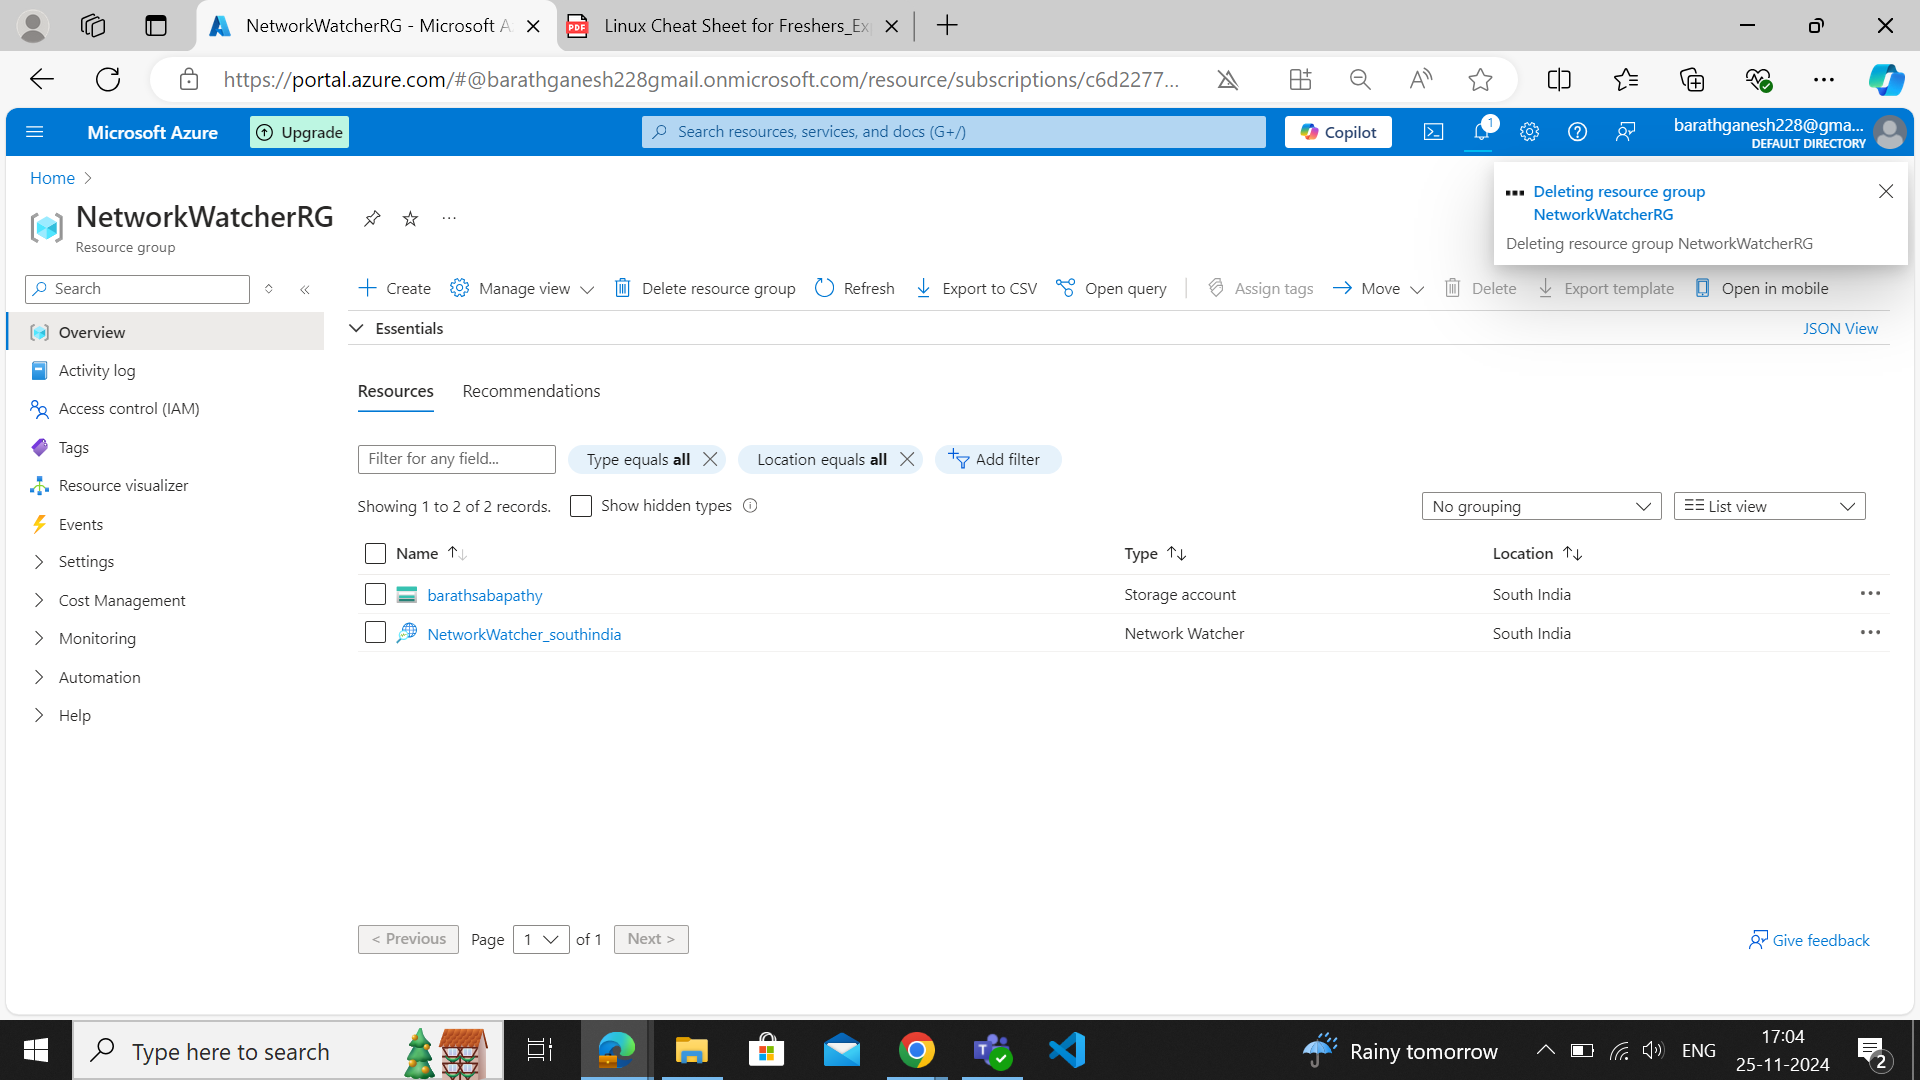 NetworkWatcherRG - Microsoft A
Linux Cheat Sheet for Freshers_Ex
https://portal.azure.com/#@barathganesh228gmail.onmicrosoft.com/resource/subscriptions/c6d2277...
Microsoft Azure
Upgrade
Search resources, services, and docs (G+/)
Copilot
1
barathganesh228@gma...
DEFAULT DIRECTORY
Home
Deleting resource group
NetworkWatcherRG
Deleting resource group NetworkWatcherRG
NetworkWatcherRG
Resource group
Search
Create
Manage view
Delete resource group
Refresh
Export to CSV
Open query
Assign tags
Move
Delete
Export template
Open in mobile
Essentials
JSON View
Overview
Activity log
Access control (IAM)
Tags
Resource visualizer
Events
Settings
Cost Management
Monitoring
Automation
Help
Resources
Recommendations
Filter for any field...
Type equals all
Location equals all
Add filter
Showing 1 to 2 of 2 records.
Show hidden types
No grouping
List view
Name
Type
Location
barathsabapathy
Storage account
South India
NetworkWatcher_southindia
Network Watcher
South India
< Previous
Page
1
of 1
Next >
Give feedback
Type here to search
Rainy tomorrow
ENG
17:04
25-11-2024
2